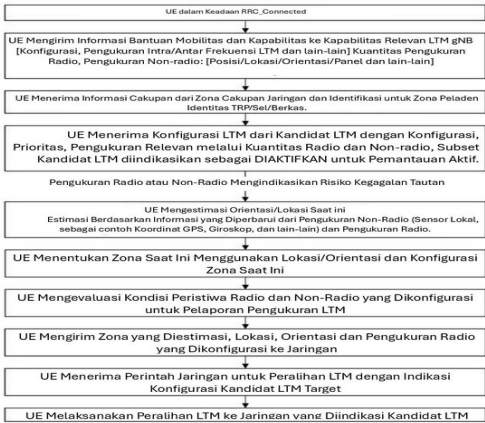 UE dalam Keadaan RRC_Connected
UE Mengirim Informasi Bantuan Mobilitas dan Kapabilitas ke Kapabilitas Relevan LTM gNB
[Konfigurasi, Pengukuran Intra/Antar Frekuensi LTM dan lain-lain] Kuantitas Pengukuran
Radio, Pengukuran Non-radio: [Posisi/Lokasi/Orientasi/Panel dan lain-lain]
UE Menerima Informasi Cakupan dari Zona Cakupan Jaringan dan Identifikasi untuk Zona Peladen
Identitas TRP/Sel/Berkas.
UE Menerima Konfigurasi LTM dari Kandidat LTM dengan Konfigurasi,
Prioritas, Pengukuran Relevan melalui Kuantitas Radio dan Non-radio, Subset
Kandidat LTM diindikasikan sebagai DIAKTIFKAN untuk Pemantauan Aktif.
Pengukuran Radio atau Non-Radio Mengindikasikan Risiko Kegagalan Tautan
UE Mengestimasi Orientasi/Lokasi Saat ini
Estimasi Berdasarkan Informasi yang Diperbarui dari Pengukuran Non-Radio (Sensor Lokal,
sebagai contoh Koordinat GPS, Giroskop, dan lain-lain) dan Pengukuran Radio.
UE Menentukan Zona Saat Ini Menggunakan Lokasi/Orientasi dan Konfigurasi
Zona Saat Ini
UE Mengevaluasi Kondisi Peristiwa Radio dan Non-Radio yang Dikonfigurasi
untuk Pelaporan Pengukuran LTM
UE Mengirim Zona yang Diestimasi, Lokasi, Orientasi dan Pengukuran Radio
yang Dikonfigurasi ke Jaringan
UE Menerima Perintah Jaringan untuk Peralihan LTM dengan Indikasi
Konfigurasi Kandidat LTM Target
UE Melaksanakan Peralihan LTM ke Jaringan yang Diindikasi Kandidat LTM